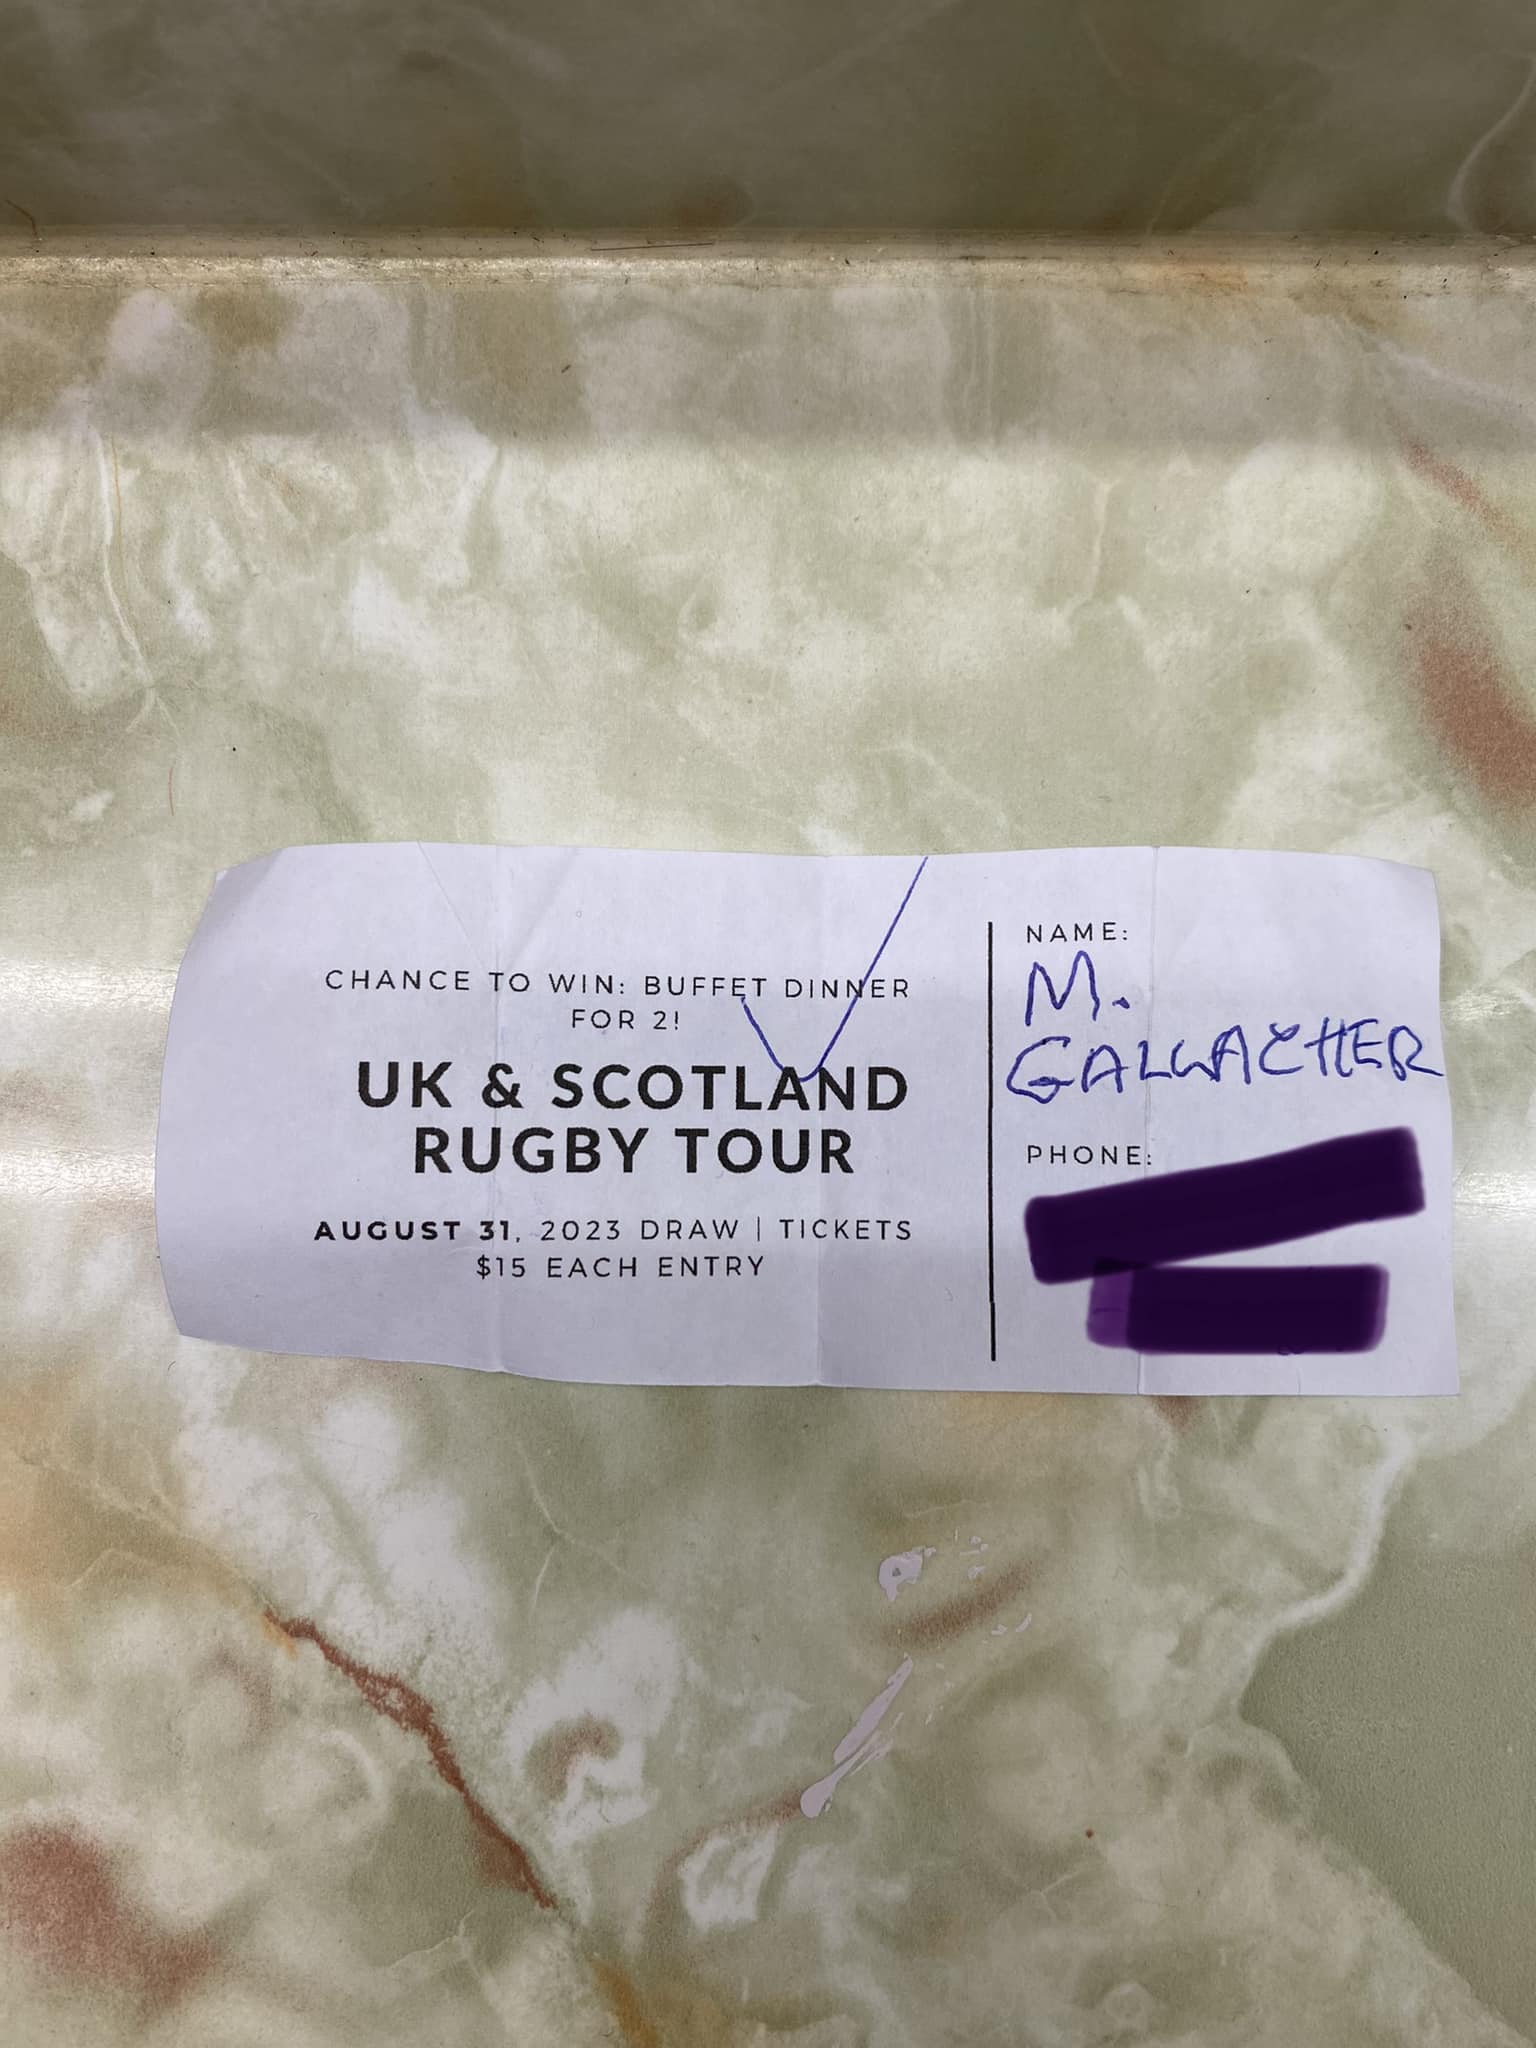 CHANCE TO WIN: BUFFET DINNER
FOR 2!
UK & SCOTLAND
RUGBY TOUR
AUGUST 31, 2023 DRAW | TICKETS
$15 EACH ENTRY
NAME:
M.
GALLACHER
PHONE: